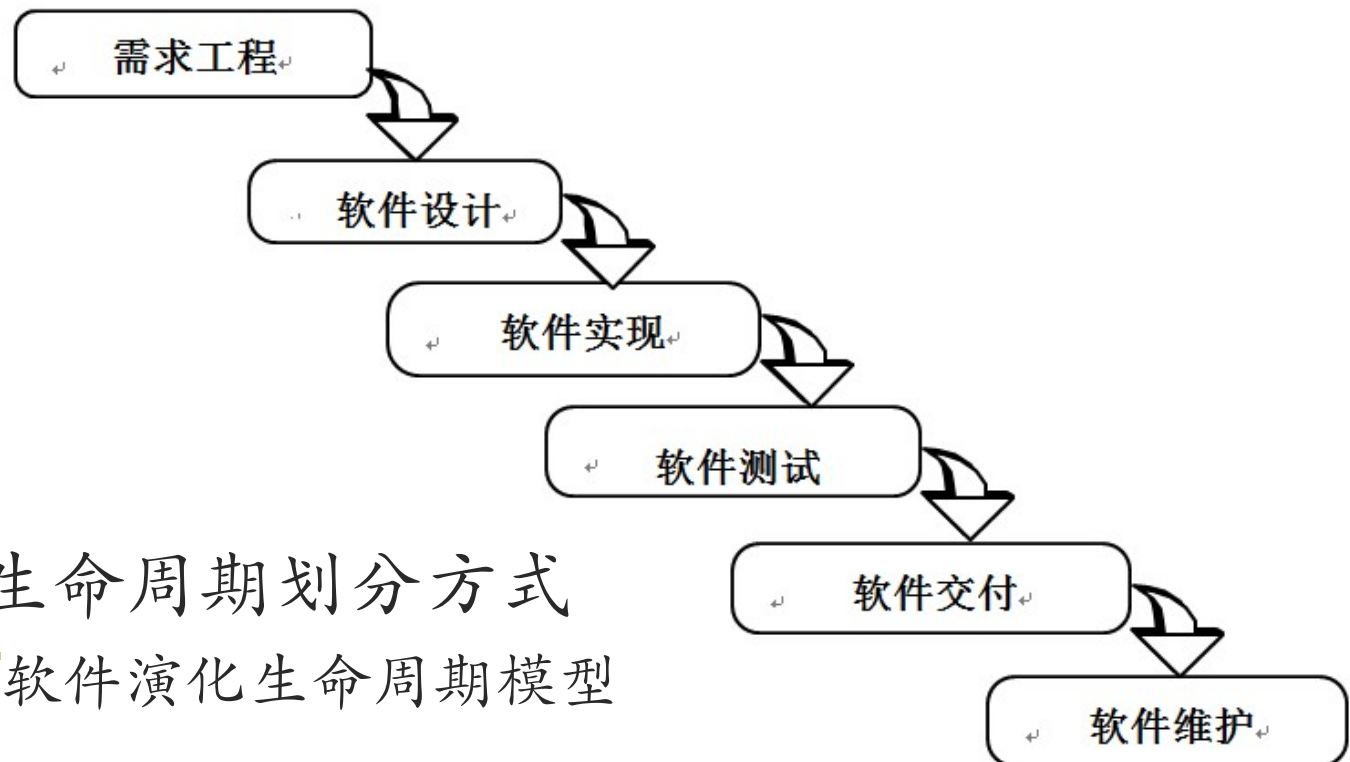 需求工程
软件设计
软件实现
软件测试
生命周期划分方式
软件交付
软件演化生命周期模型
软件维护